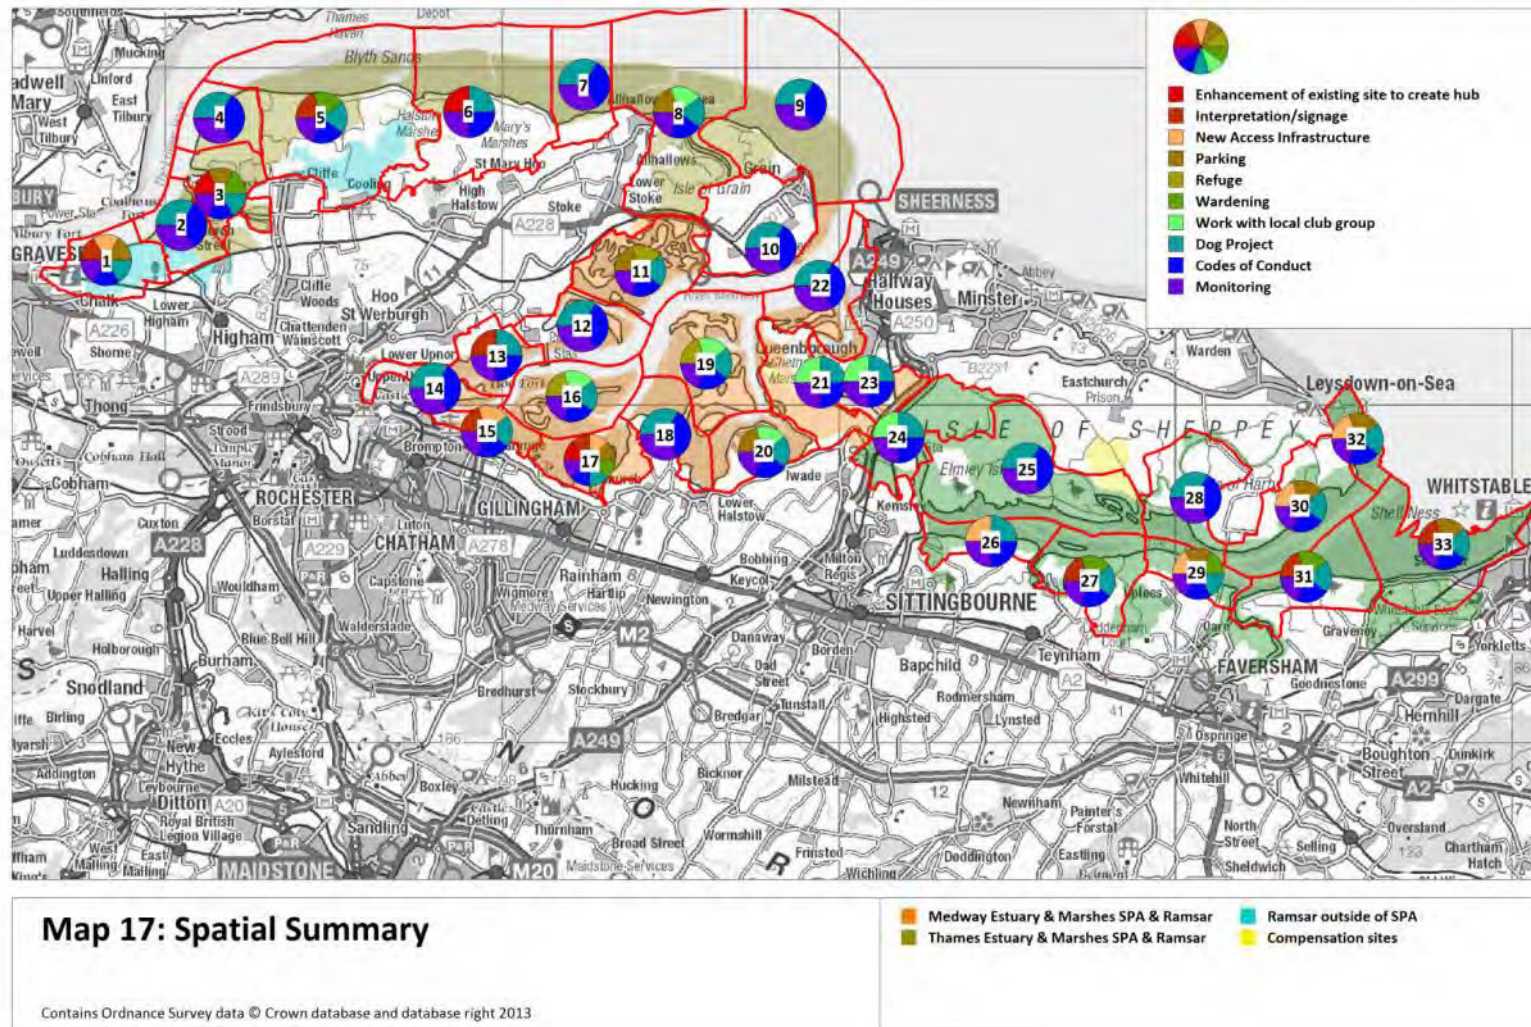 Southfields
Thames
Haven
Depot
Mucking
Blyth Sands
Linford
Mary
West
Tilbury
East
Tilbury
Enhancement of existing site to create hub
Interpretation/signage
New Access Infrastructure
Parking
Refuge
Wardening
Work with local club group
Dog Project
Codes of Conduct
Monitoring
4
5
6
7
8
9
Mary's
Marshes
St Mary Hoo
Allhallows
Grain
Isle of Grain
Cliffe
Cooling
High
Halstow
Stoke
Lower
Stoke
A228
SHEERNESS
3
2
1
10
11
12
22
Chalk
Lower
Higham
Cliffe
Woods
Hoo
St Werburgh
Chattenden
Wainscott
Higham
A226
Shorne
A249
Halfway
Houses
Minster
Abbey
A250
Warden
B2231
Eastchurch
Prison
Leysdown-on-Sea
Lower Upnor
A289
Thong
Strood
Frindsbury
13
14
15
16
17
18
19
20
21
23
24
Queenborough
ISLE OF SHEPPEY
25
26
27
28
29
30
31
32
33
WHITSTABLE
Shell Ness
Cobham Hall
Cobham
Temple
Manor
Brompton
ROCHESTER
Borstal
GILLINGHAM
Luton
CHATHAM
A278
A229
Capstone
Cuxton
A228
Luddesdown
Halling
Upper Halling
Wouldham
Harvel
Holborough
Blue Bell Hill
Walderslade
Wigmore
Medway Services
Rainham
Hartlip
Newington
Lower
Halstow
Iwade
Kemsley
Bobbing
Keycol
Milton
Regis
SITTINGBOURNE
M2
Danaway
Borden
Oad
Street
Bapchild
A2
Teynham
Graveney
Yorkletts
FAVERSHAM
Goodnestone
A299
Dargate
Hernhill
Burham
Snodland
Birling
Ryarsh
Eccles
New
Hythe
Aylesford
Addington
Leybourne
Ditton
A20
Royal British
Legion Village
West
Malling
East
Malling
MAIDSTONE
Sandling
Boxley
Abbey
Bredhurst
Stockbury
A249
Bredgar
Tunstall
Highsted
Rodmersham
Lynsted
Ospringe
Whitehill
Boughton
Street
Dunkirk
A2
Hucking
Bicknor
Milstead
12
Newnham
Painter's
Forstal
North
Street
Selling
Oversland
Chartham
Hatch
Detling
Thurnham
M20
Broad Street
Maidstone Services
Wormshill
Frinsted
Wichling
Doddington
Eastling
Sheldwich
Map 17: Spatial Summary
Contains Ordnance Survey data © Crown database and database right 2013
Medway Estuary & Marshes SPA & Ramsar
Thames Estuary & Marshes SPA & Ramsar
Ramsar outside of SPA
Compensation sites